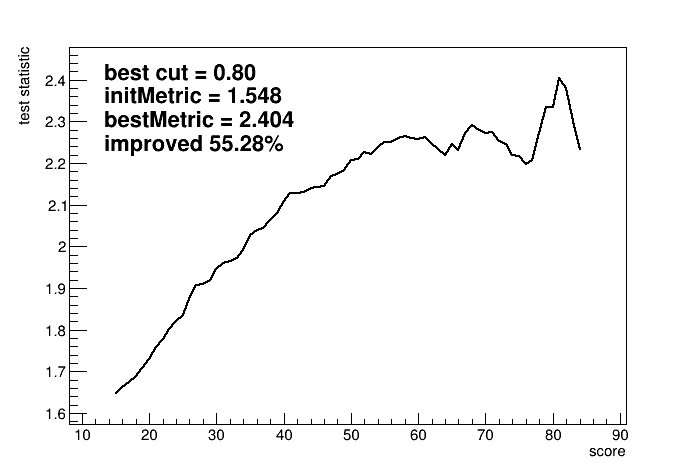 test statistic
best cut = 0.80
initMetric = 1.548
bestMetric = 2.404
improved 55.28%
2.4
2.3
2.2
2.1
2
1.9
1.8
1.7
1.6
10 20 30 40 50 60 70 80 90
score